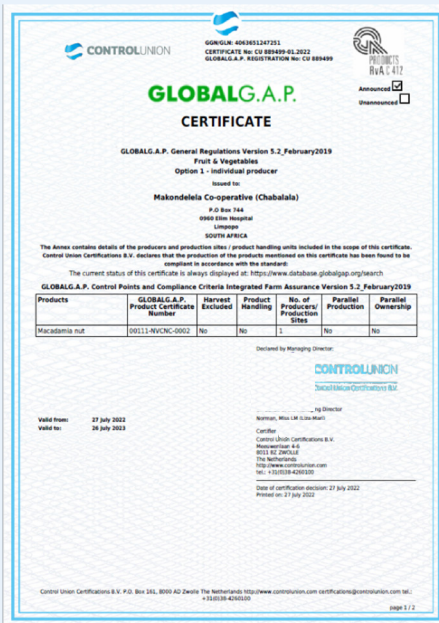 CONTROLUNION
GGN/GLN: 4063651247251
CERTIFICATE No: CU 889499-01.2022
GLOBALG.A.P. REGISTRATION No: CU 889499
PRODUCTS
RvA C 412
Announced
Unannounced
GLOBALG.A.P.
CERTIFICATE
GLOBALG.A.P. General Regulations Version 5.2_February2019
Fruit & Vegetables
Option 1 - individual producer
Issued to:
Makondelela Co-operative (Chabalala)
P.O Box 744
0960 Elim Hospital
Limpopo
SOUTH AFRICA
The Annex contains details of the producers and production sites / product handling units included in the scope of this certificate.
Control Union Certifications B.V. declares that the production of the products mentioned on this certificate has been found to be
compliant in accordance with the standard:
The current status of this certificate is always displayed at: https://www.database.globalgap.org/search
GLOBALG.A.P. Control Points and Compliance Criteria Integrated Farm Assurance Version 5.2_February2019
Products GLOBALG.A.P. Product Certificate Number Harvest Excluded Product Handling No. of Producers/ Production Sites Parallel Production Parallel Ownership
Macadamia nut 00111-NVCNC-0002 No No 1 No No
Declared by Managing Director:
CONTROLUNION
Control Union Certifications B.V.
ng Director
Valid from: 27 July 2022
Valid to: 26 July 2023
Norman, Miss LM (Liza-Mari)
Certifier
Control Union Certifications B.V.
Meeuwenlaan 4-6
8011 BZ ZWOLLE
The Netherlands
http://www.controlunion.com
tel.: +31(0)38-4260100
Date of certification decision: 27 July 2022
Printed on: 27 July 2022
Control Union Certifications B.V. P.O. Box 161, 8000 AD Zwolle The Netherlands http://www.controlunion.com certifications@controlunion.com tel.:
+31(0)38-4260100
page 1 / 2